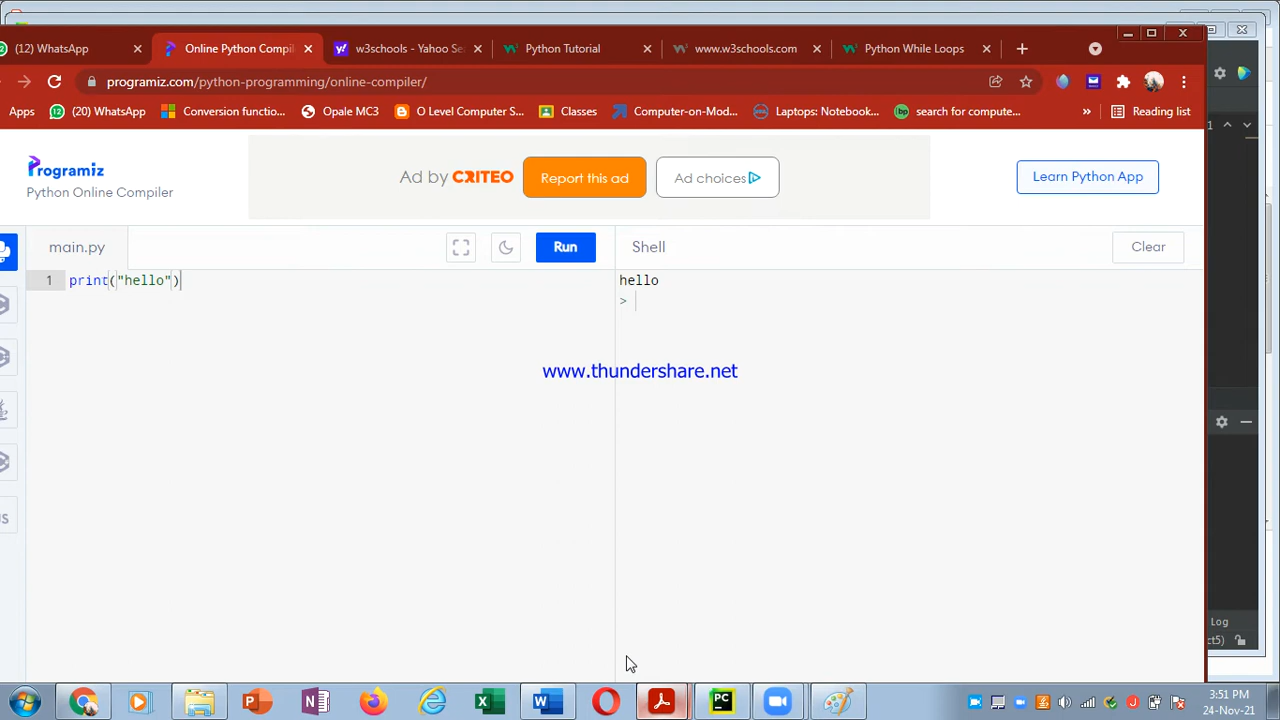 (12) WhatsApp
Online Python Compil
w3schools - Yahoo Se
Python Tutorial
www.w3schools.com
Python While Loops
programiz.com/python-programming/online-compiler/
Apps
(20) WhatsApp
Conversion functio...
Opale MC3
O Level Computer S...
Classes
Computer-on-Mod...
Laptops: Notebook...
search for compute...
»
Reading list
Programiz
Python Online Compiler
Ad by CRITEO
Report this ad
Ad choices
Learn Python App
main.py
Run
Shell
Clear
1 print("hello")
hello
>
www.thundershare.net
Log
3:51 PM
24-Nov-21